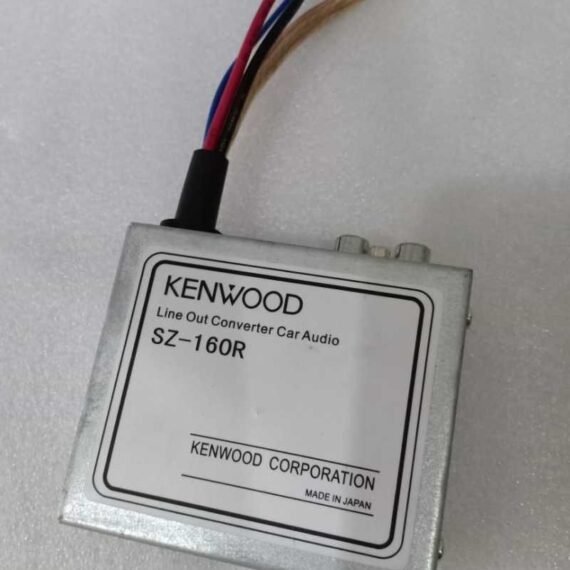 KENWOOD
Line Out Converter Car Audio
SZ-160R
KENWOOD CORPORATION
MADE IN JAPAN